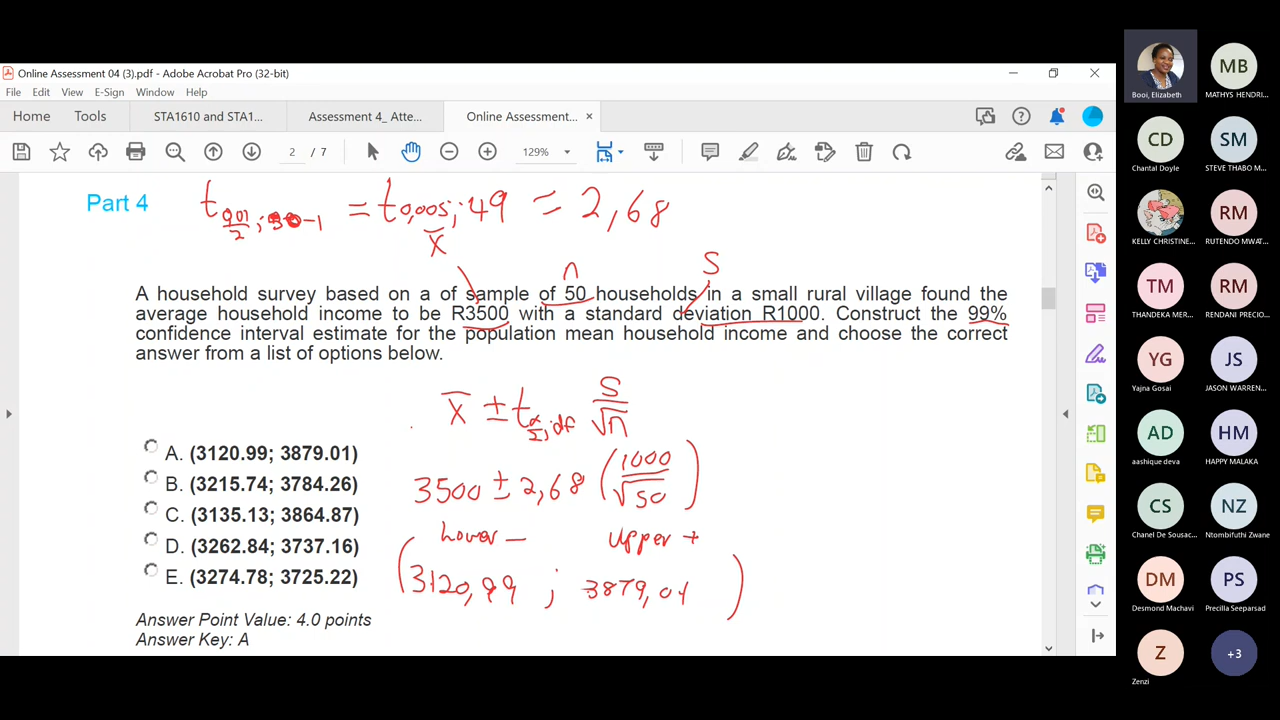 Online Assessment 04 (3).pdf - Adobe Acrobat Pro (32-bit)
File Edit View E-Sign Window Help
Home Tools STA1610 and STA1... Assessment 4_ Atte... Online Assessment... ×
2 / 7 129%
Part 4
t 0,01/2 ; 50-1 = t 0,005; 49 = 2,68
x̄
n
S
A household survey based on a of sample of 50 households in a small rural village found the
average household income to be R3500 with a standard deviation R1000. Construct the 99%
confidence interval estimate for the population mean household income and choose the correct
answer from a list of options below.
x̄ ± t α/2; df S/√n
A. (3120.99; 3879.01)
B. (3215.74; 3784.26)
C. (3135.13; 3864.87)
D. (3262.84; 3737.16)
E. (3274.78; 3725.22)
3500 ± 2,68 (1000/√50)
Lower - Upper +
(3120,99 ; 3879,01)
Answer Point Value: 4.0 points
Answer Key: A
Booi, Elizabeth
MB
MATHYS HENDRI...
CD
Chantal Doyle
SM
STEVE THABO M...
KELLY CHRISTINE...
RM
RUTENDO MWAT...
TM
THANDEKA MER...
RM
RENDANI PRECIO...
YG
Yajna Gosai
JS
JASON WARREN...
AD
aashique deva
HM
HAPPY MALAKA
CS
Chanel De Sousac...
NZ
Ntombifuthi Zwane
DM
Desmond Machavi
PS
Precilla Seeparsad
Z
Zenzi
+3